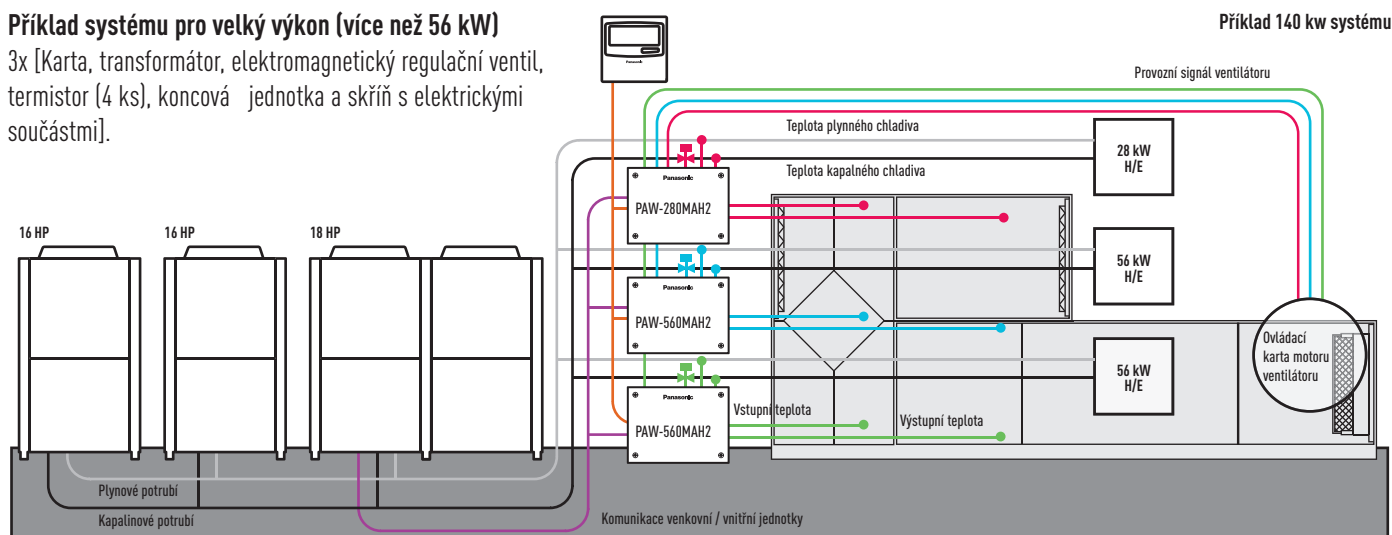 Příklad systému pro velký výkon (více než 56 kW)
3x [Karta, transformátor, elektromagnetický regulační ventil,
termistor (4 ks), koncová jednotka a skříň s elektrickými
součástmi].
Příklad 140 kw systému
Panasonic
Provozní signál ventilátoru
Teplota plynného chladiva
Teplota kapalného chladiva
28 kW
H/E
Panasonic
PAW-280MAH2
16 HP
16 HP
18 HP
56 kW
H/E
Panasonic
PAW-560MAH2
Ovládací
karta motoru
ventilátoru
56 kW
H/E
Panasonic
PAW-560MAH2
Vstupní teplota
Výstupní teplota
Plynové potrubí
Kapalinové potrubí
Komunikace venkovní / vnitřní jednotky